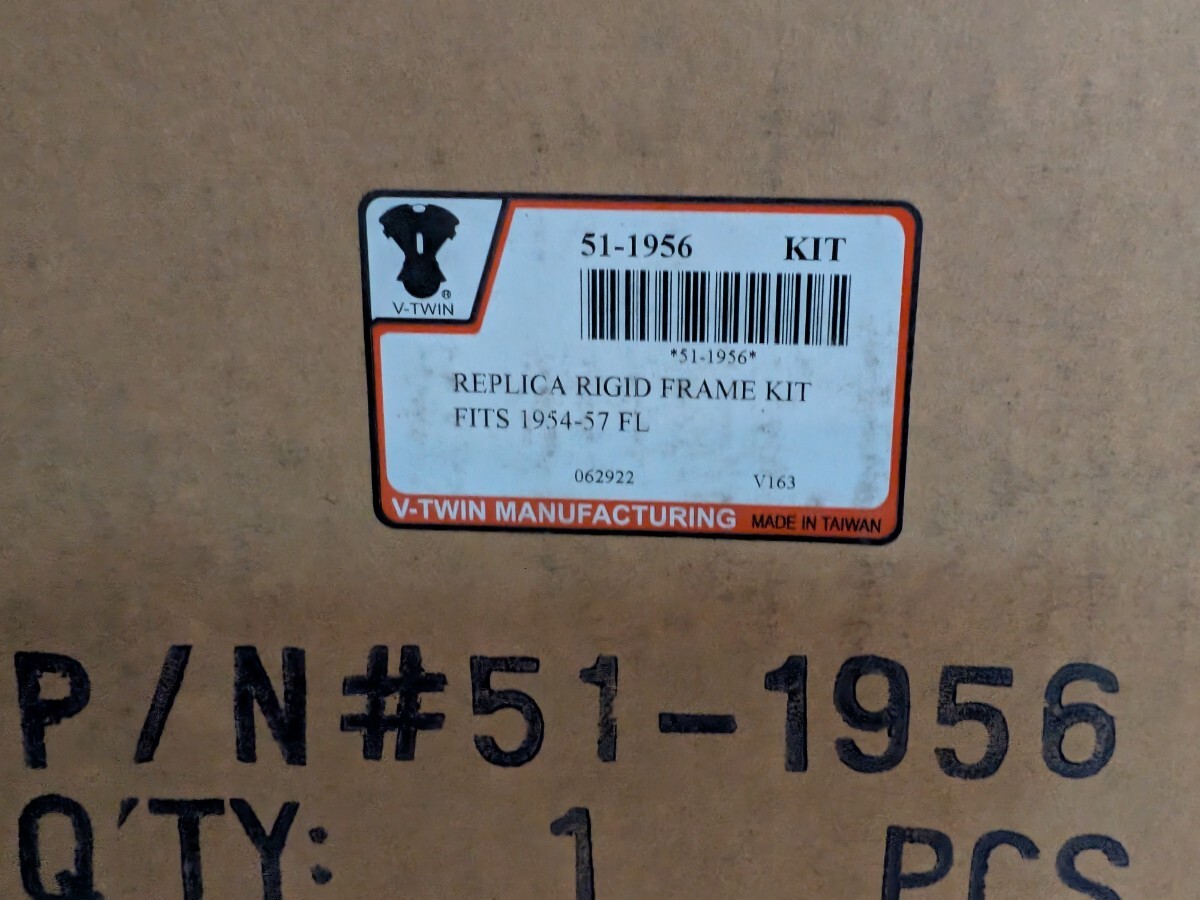 V-TWIN®
51-1956 KIT
*51-1956*
REPLICA RIGID FRAME KIT
FITS 1954-57 FL
062922 V163
V-TWIN MANUFACTURING MADE IN TAIWAN
P/N#51-1956
Q'TY: 1 PCS